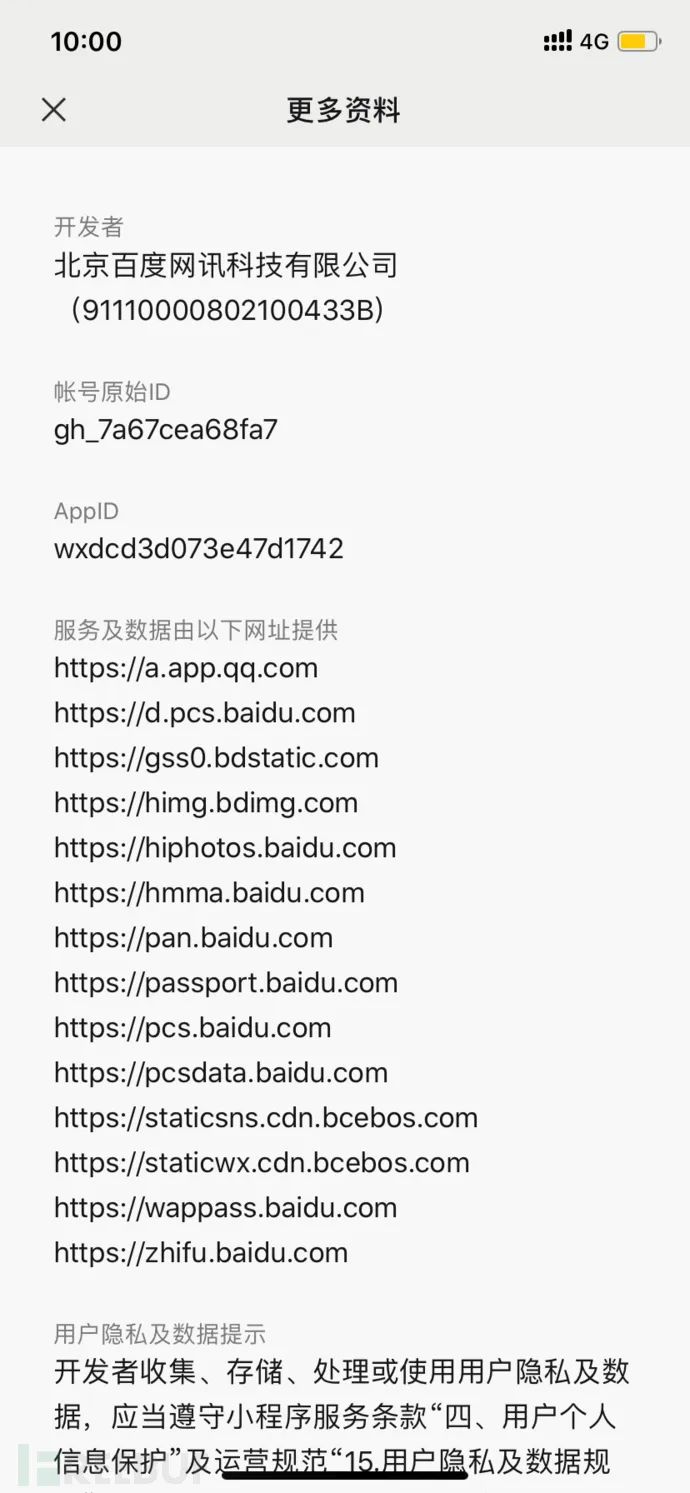 10:00
4G
更多资料
开发者
北京百度网讯科技有限公司
（91110000802100433B）
帐号原始ID
gh_7a67cea68fa7
AppID
wxdcd3d073e47d1742
服务及数据由以下网址提供
https://a.app.qq.com
https://d.pcs.baidu.com
https://gss0.bdstatic.com
https://himg.bdimg.com
https://hiphotos.baidu.com
https://hmma.baidu.com
https://pan.baidu.com
https://passport.baidu.com
https://pcs.baidu.com
https://pcsdata.baidu.com
https://staticsns.cdn.bcebos.com
https://staticwx.cdn.bcebos.com
https://wappass.baidu.com
https://zhifu.baidu.com
用户隐私及数据提示
开发者收集、存储、处理或使用用户隐私及数
据，应当遵守小程序服务条款“四、用户个人
信息保护”及运营规范“15.用户隐私及数据规